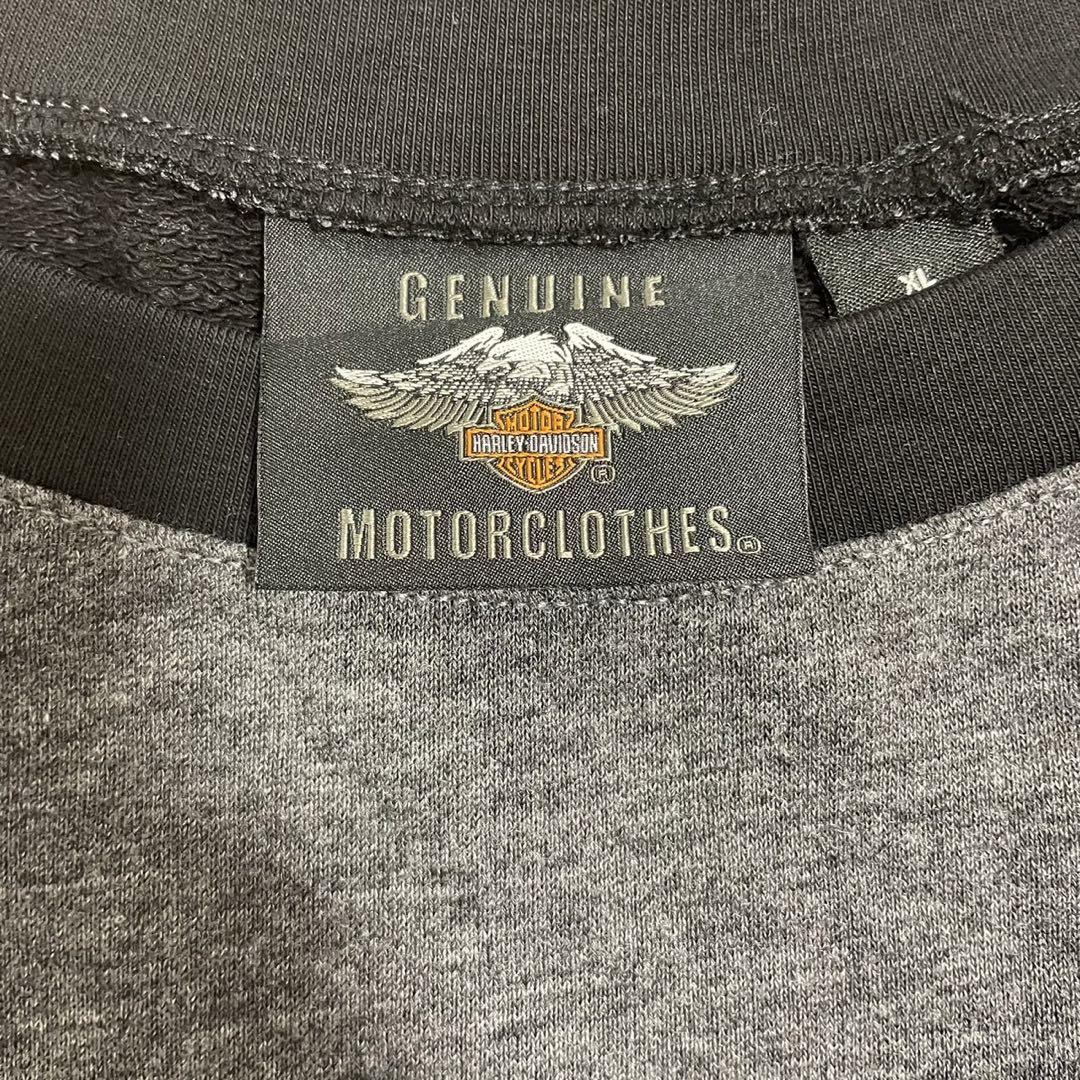 GENUINE
XL
MOTOR
HARLEY-DAVIDSON
CYCLES
®
MOTORCLOTHES®